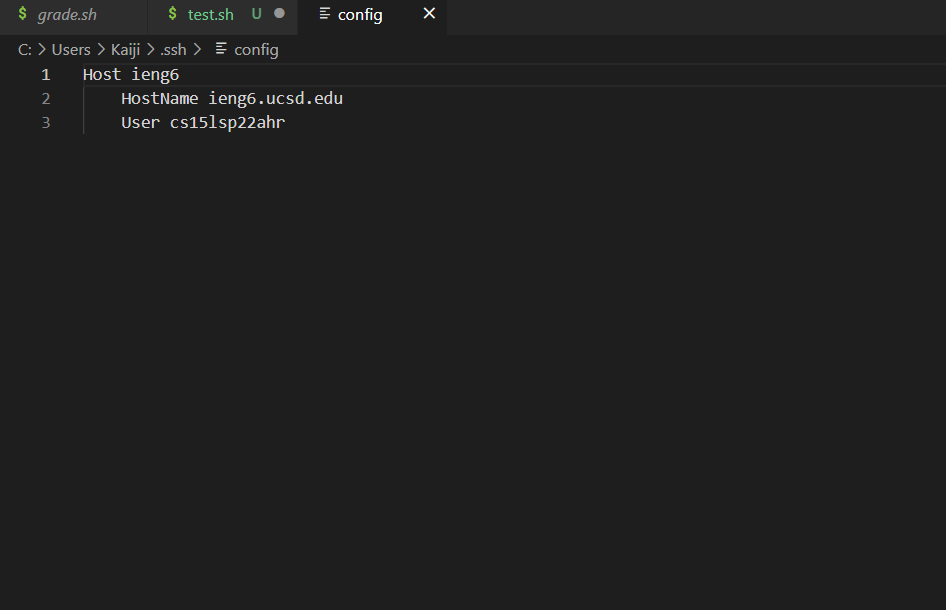 $ grade.sh $ test.sh U config
C: > Users > Kaiji > .ssh > config
1 Host ieng6
2 HostName ieng6.ucsd.edu
3 User cs15lsp22ahr